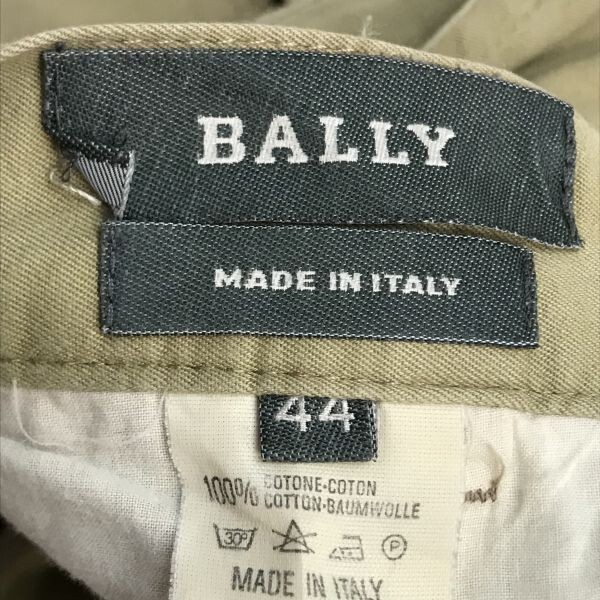 BALLY
MADE IN ITALY
44
100% COTONE-COTON
COTTON-BAUMWOLLE
30° P
MADE IN ITALY